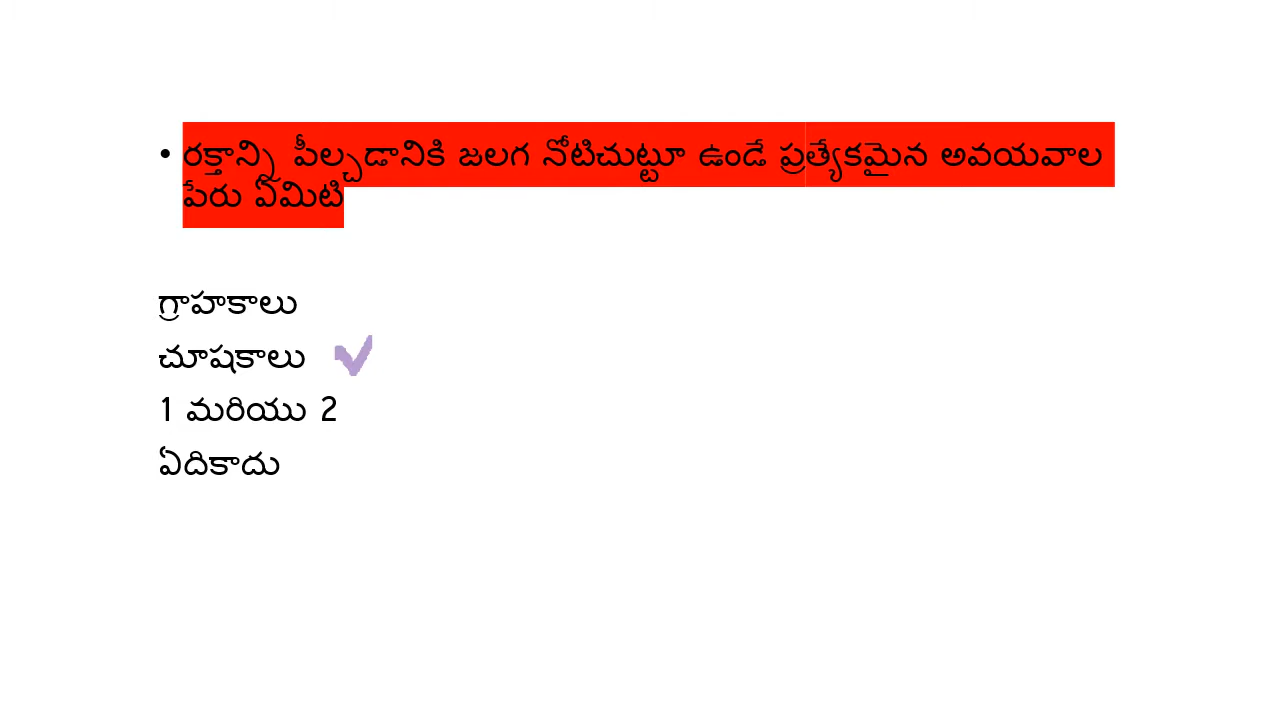 • రక్తాన్ని పీల్చడానికి జలగ నోటిచుట్టూ ఉండే ప్రత్యేకమైన అవయవాల
పేరు ఏమిటి
గ్రాహకాలు
చూషకాలు
1 మరియు 2
ఏదికాదు